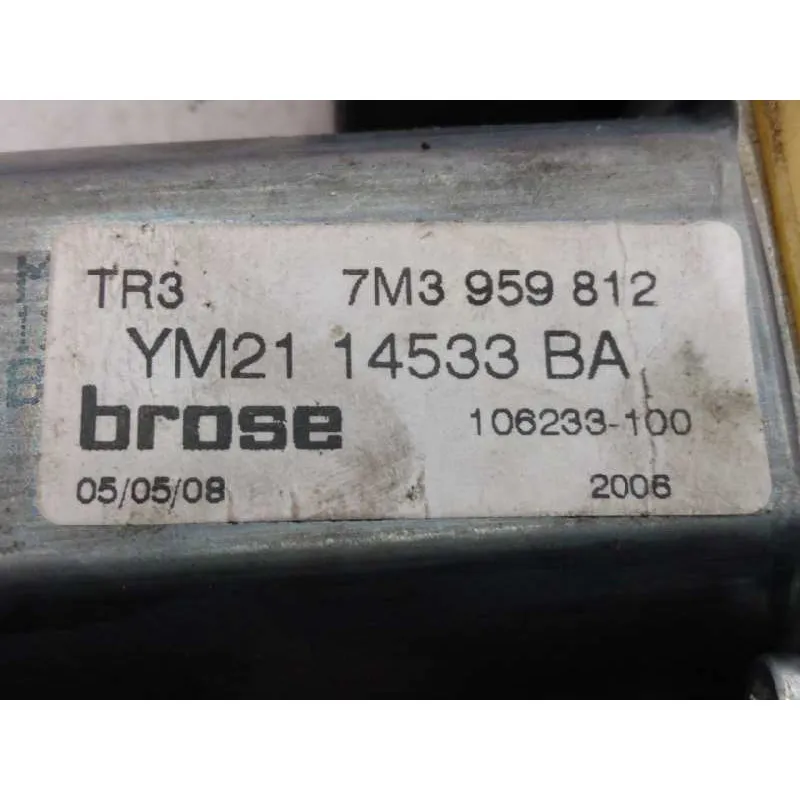 TR3 7M3 959 812
YM21 14533 BA
brose 106233-100
05/05/08 2006